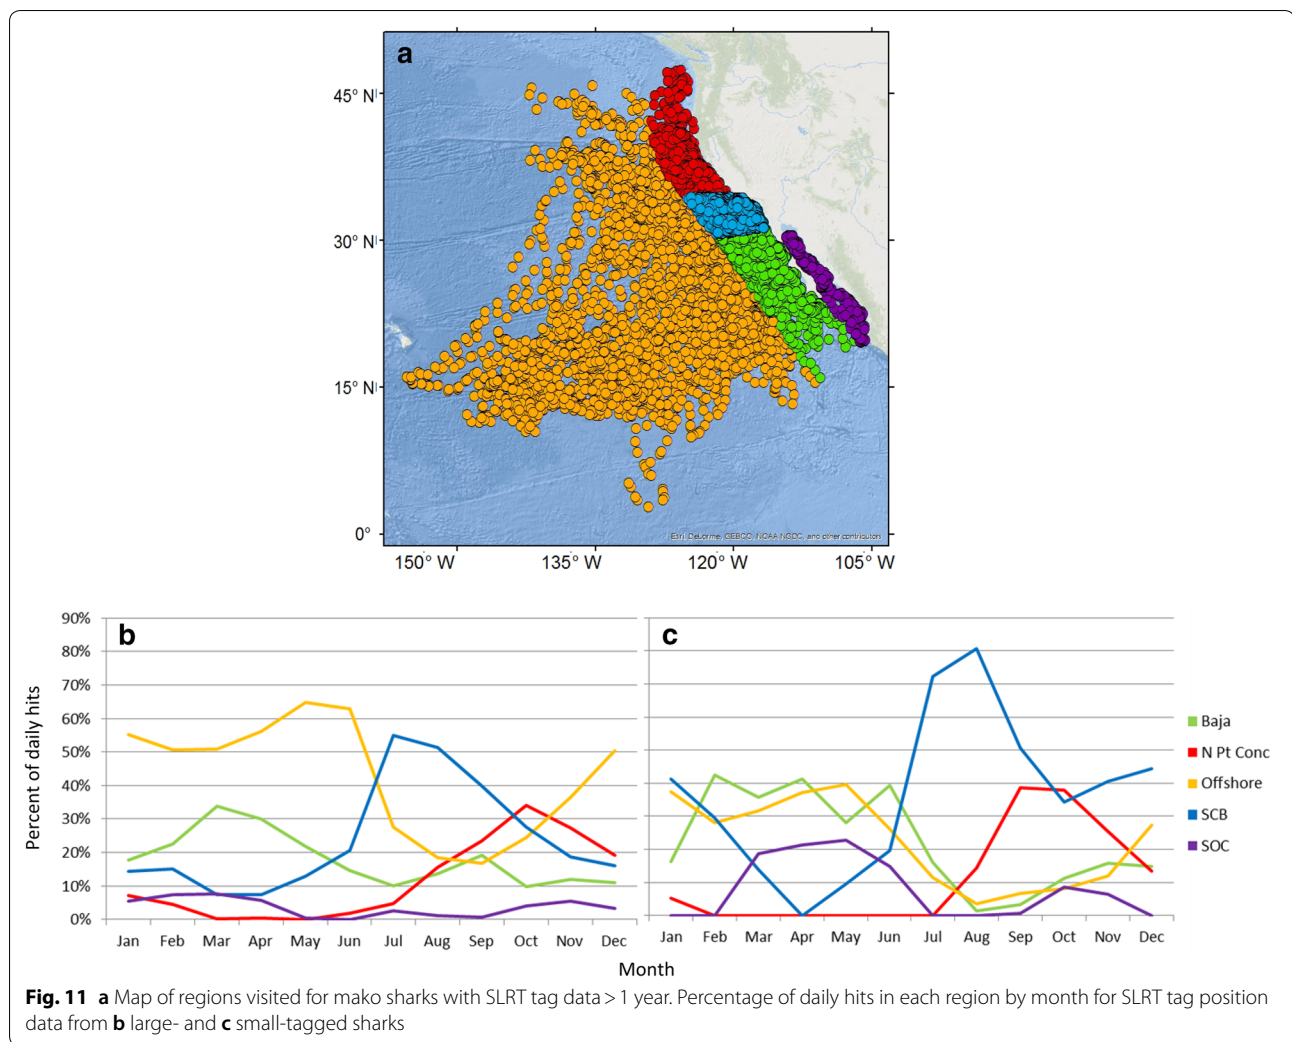 a
45° N
30° N
15° N
0°
Esri, DeLorme, GEBCO, NOAA NGDC, and other contributors
150° W 135° W 120° W 105° W
90%
80%
70%
60%
50%
40%
30%
20%
10%
0%
Percent of daily hits
b
Jan Feb Mar Apr May Jun Jul Aug Sep Oct Nov Dec
c
Jan Feb Mar Apr May Jun Jul Aug Sep Oct Nov Dec
Baja
N Pt Conc
Offshore
SCB
SOC
Month
Fig. 11 a Map of regions visited for mako sharks with SLRT tag data > 1 year. Percentage of daily hits in each region by month for SLRT tag position
data from b large- and c small-tagged sharks